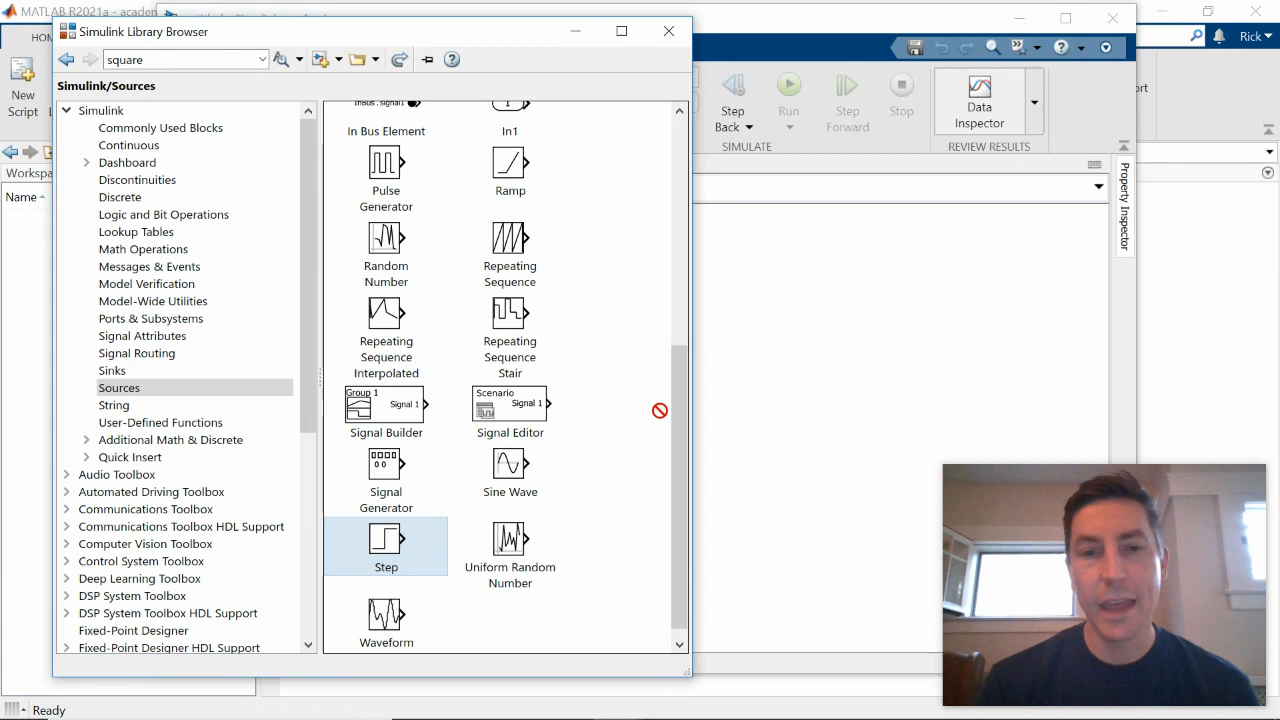 MATLAB R2021a - acaden
Simulink Library Browser
square
Simulink/Sources
HOM
New
Script
Workspa
Name
Simulink
Commonly Used Blocks
Continuous
Dashboard
Discontinuities
Discrete
Logic and Bit Operations
Lookup Tables
Math Operations
Messages & Events
Model Verification
Model-Wide Utilities
Ports & Subsystems
Signal Attributes
Signal Routing
Sinks
Sources
String
User-Defined Functions
Additional Math & Discrete
Quick Insert
Audio Toolbox
Automated Driving Toolbox
Communications Toolbox
Communications Toolbox HDL Support
Computer Vision Toolbox
Control System Toolbox
Deep Learning Toolbox
DSP System Toolbox
DSP System Toolbox HDL Support
Fixed-Point Designer
Fixed-Point Designer HDL Support
InBus.signal1
1
In Bus Element
In1
Pulse
Generator
Ramp
Random
Number
Repeating
Sequence
Repeating
Sequence
Interpolated
Repeating
Sequence
Stair
Group 1
Signal 1
Signal Builder
Scenario
Signal 1
Signal Editor
Signal
Generator
Sine Wave
Step
Uniform Random
Number
Waveform
Step
Back
Run
Step
Forward
Stop
SIMULATE
Data
Inspector
REVIEW RESULTS
Property Inspector
Rick
ort
Ready